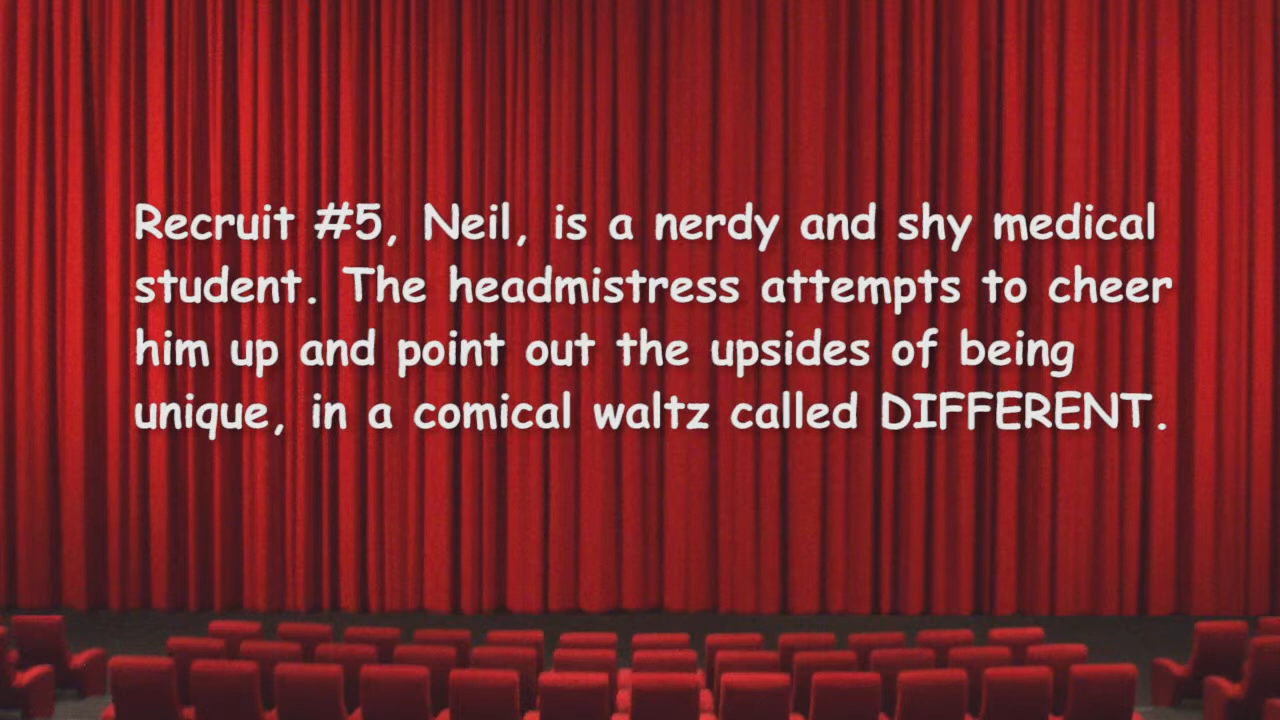 Recruit #5, Neil, is a nerdy and shy medical
student. The headmistress attempts to cheer
him up and point out the upsides of being
unique, in a comical waltz called DIFFERENT.